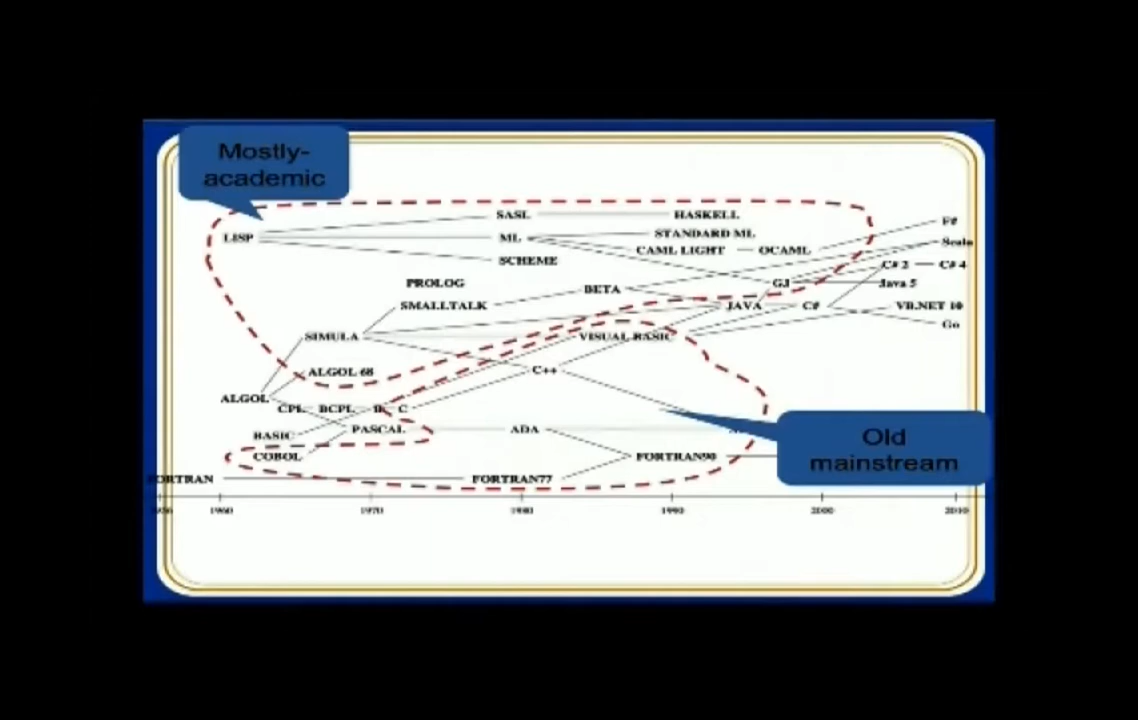 Mostly-
academic
SASL HASKELL
F#
LISP ML STANDARD ML
Scala
CAML LIGHT OCAML
SCHEME
C# 2 C# 4
PROLOG BETA GJ Java 5
SMALLTALK JAVA C# VB.NET 10
Go
SIMULA VISUAL BASIC
ALGOL 68 C++
ALGOL
CPL BCPL B C
BASIC PASCAL ADA
COBOL FORTRAN90
FORTRAN FORTRAN77
Old
mainstream
1960 1970 1980 1990 2000 2010